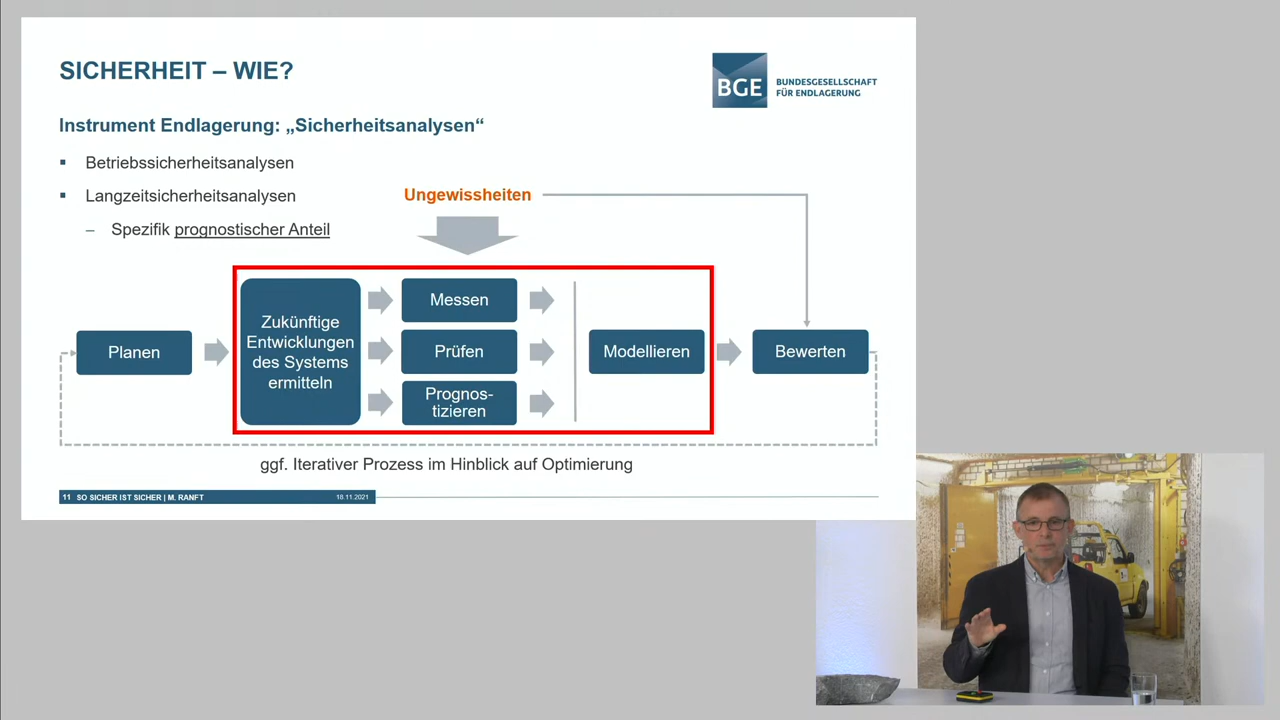 SICHERHEIT – WIE?
BGE
BUNDESGESELLSCHAFT
FÜR ENDLAGERUNG
Instrument Endlagerung: „Sicherheitsanalysen“
▪ Betriebssicherheitsanalysen
▪ Langzeitsicherheitsanalysen
– Spezifik prognostischer Anteil
Ungewissheiten
Planen
Zukünftige
Entwicklungen
des Systems
ermitteln
Messen
Prüfen
Prognos-
tizieren
Modellieren
Bewerten
ggf. Iterativer Prozess im Hinblick auf Optimierung
11 SO SICHER IST SICHER | M. RANFT
18.11.2021